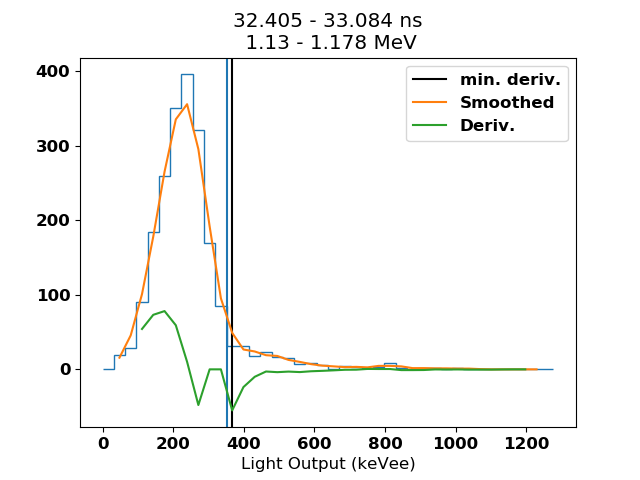 32.405 - 33.084 ns
1.13 - 1.178 MeV
min. deriv.
Smoothed
Deriv.
400
300
200
100
0
0 200 400 600 800 1000 1200
Light Output (keVee)